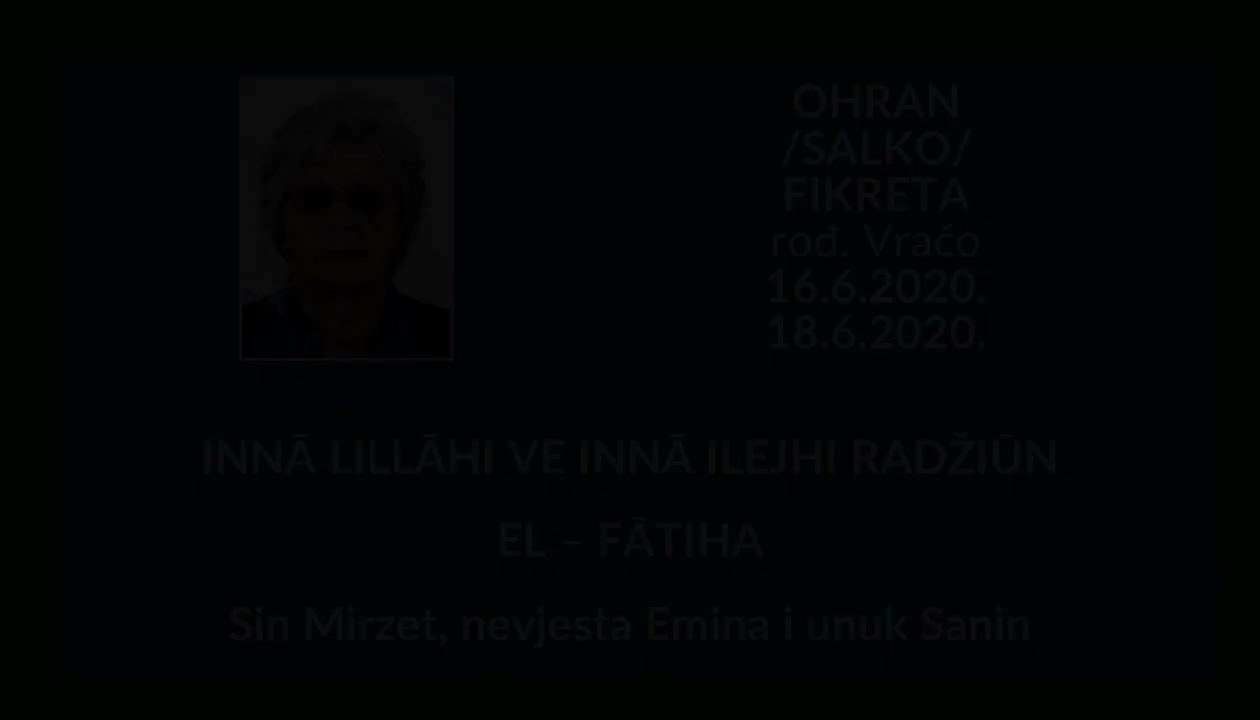 OHRAN
/SALKO/
FIKRETA
rođ. Vračo
16.6.2020.
18.6.2020.
INNĀ LILLĀHI VE INNĀ ILEJHI RADŽIŪN
EL – FĀTIHA
Sin Mirzet, nevjesta Emina i unuk Sanin